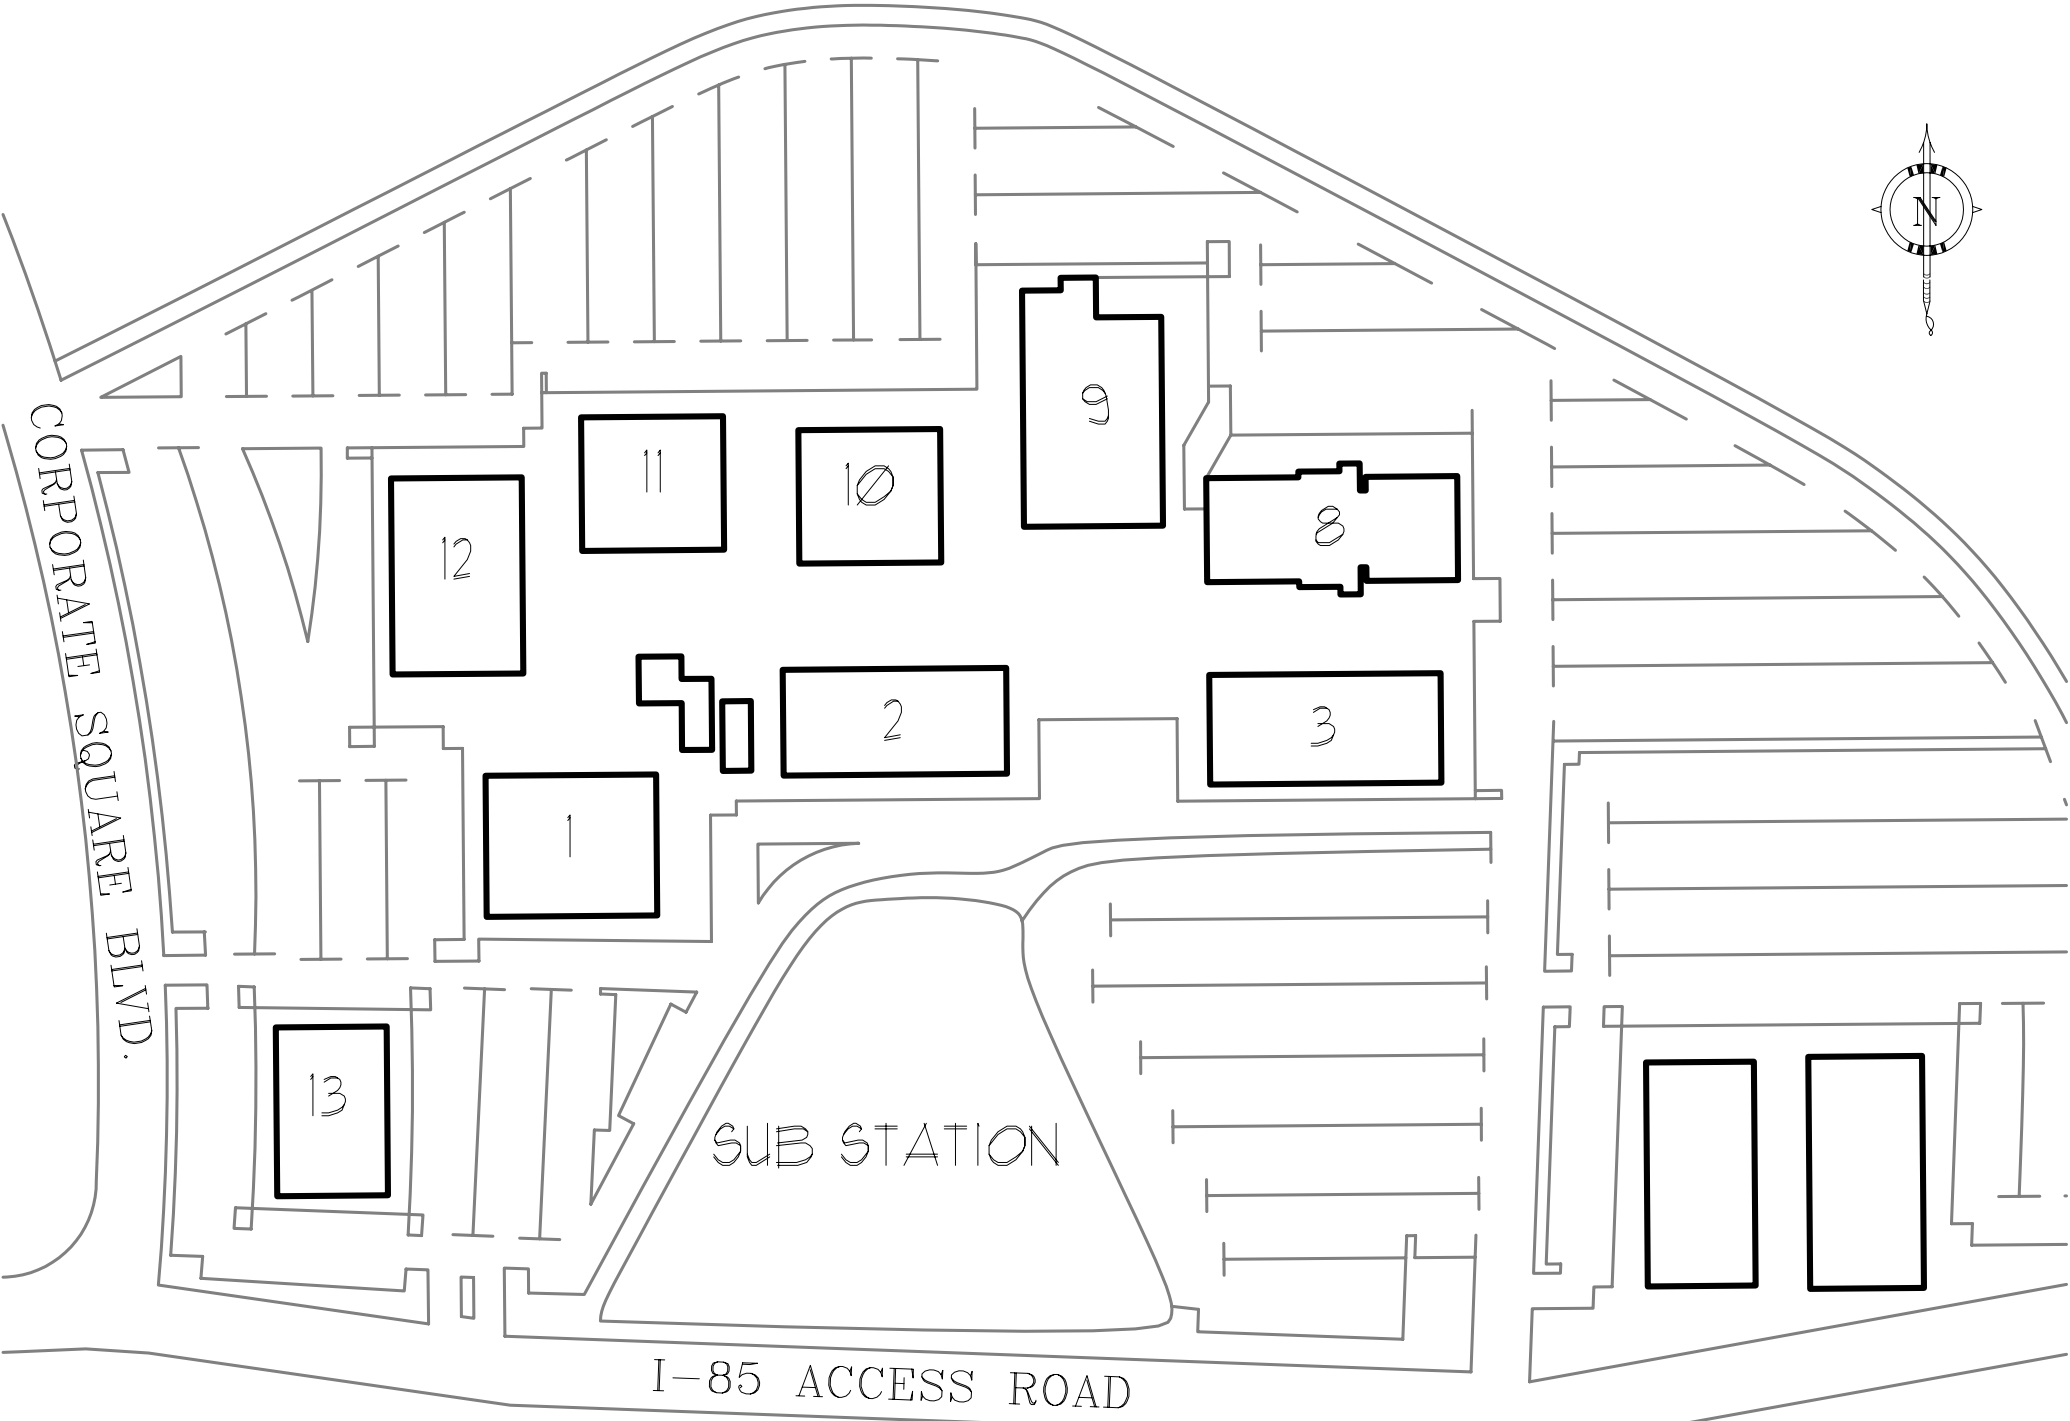 N
9
11
10
8
12
2
3
1
13
CORPORATE SQUARE BLVD.
SUB STATION
I-85 ACCESS ROAD